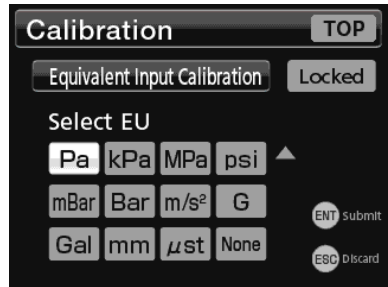 Calibration TOP
Equivalent Input Calibration Locked
Select EU
Pa kPa MPa psi
mBar Bar m/s² G
ENT Submit
Gal mm μst None
ESC Discard